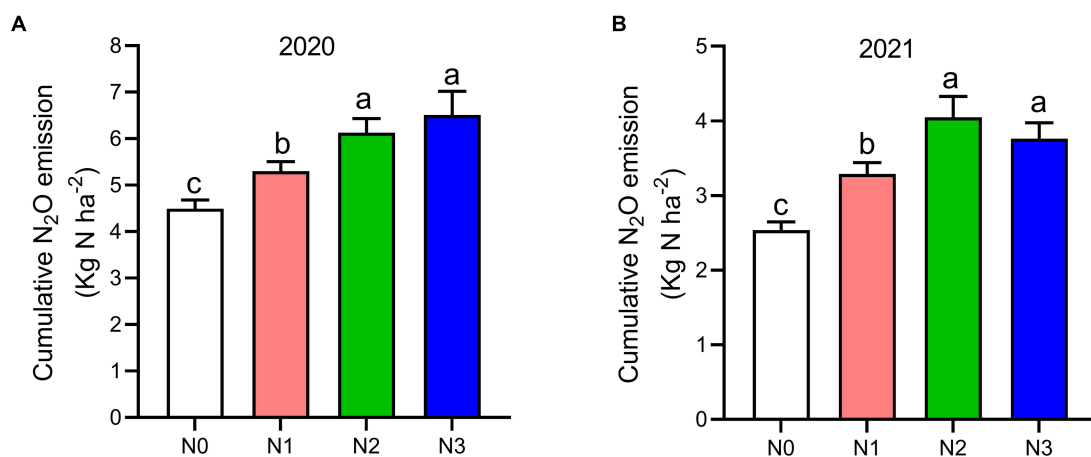 A
2020
Cumulative N₂O emission
(Kg N ha⁻²)
8
7
6
5
4
3
2
1
0
c
b
a
a
N0
N1
N2
N3
B
2021
Cumulative N₂O emission
(Kg N ha⁻²)
5
4
3
2
1
0
c
b
a
a
N0
N1
N2
N3